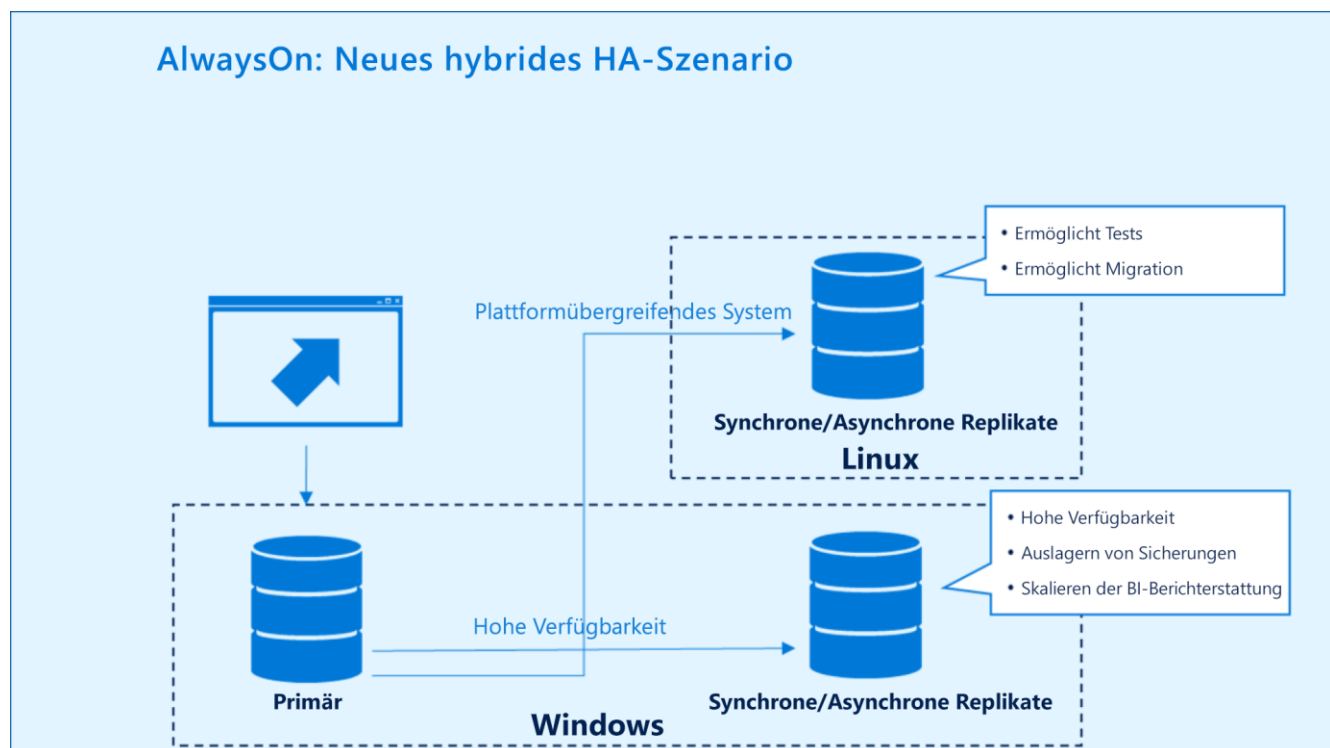 AlwaysOn: Neues hybrides HA-Szenario
• Ermöglicht Tests
• Ermöglicht Migration
Plattformübergreifendes System
Synchrone/Asynchrone Replikate
Linux
• Hohe Verfügbarkeit
• Auslagern von Sicherungen
• Skalieren der BI-Berichterstattung
Hohe Verfügbarkeit
Primär
Synchrone/Asynchrone Replikate
Windows